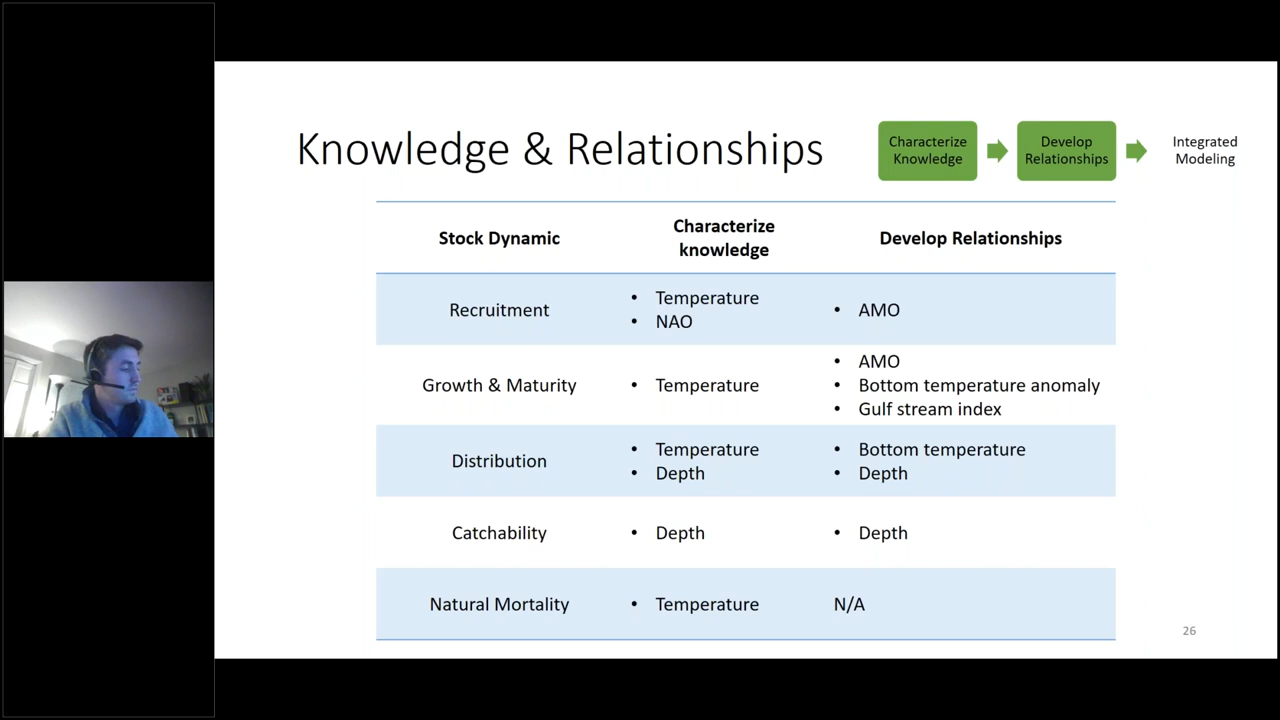 Knowledge & Relationships
Characterize
Knowledge
Develop
Relationships
Integrated
Modeling
Stock Dynamic
Characterize
knowledge
Develop Relationships
Recruitment
• Temperature
• NAO
• AMO
Growth & Maturity
• Temperature
• AMO
• Bottom temperature anomaly
• Gulf stream index
Distribution
• Temperature
• Depth
• Bottom temperature
• Depth
Catchability
• Depth
• Depth
Natural Mortality
• Temperature
N/A
26